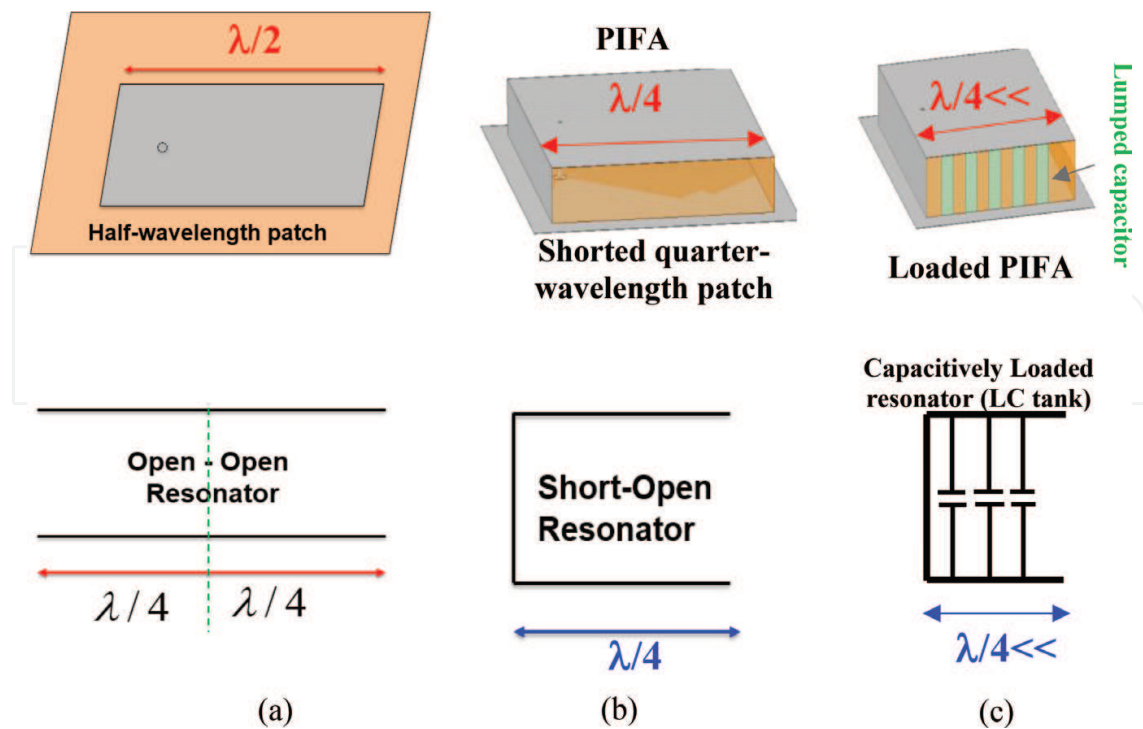 λ/2
Half-wavelength patch
PIFA
λ/4
Shorted quarter-
wavelength patch
λ/4<<
Lumped capacitor
Loaded PIFA
Open - Open
Resonator
λ/4 λ/4
Short-Open
Resonator
λ/4
Capacitively Loaded
resonator (LC tank)
λ/4<<
(a) (b) (c)